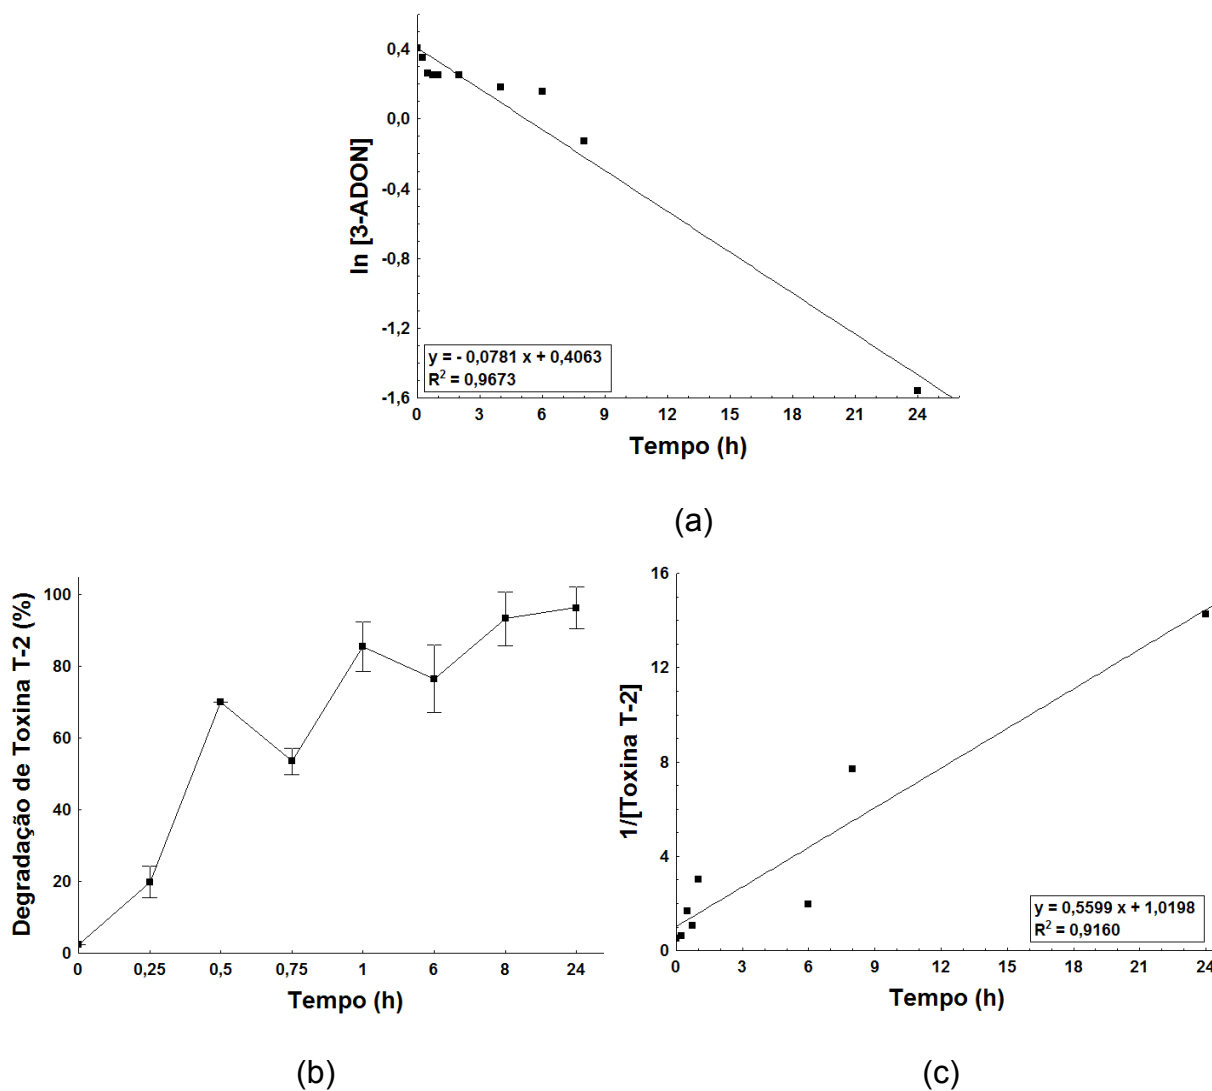 ln [3-ADON]
0,4
0,0
-0,4
-0,8
-1,2
-1,6
y = - 0,0781 x + 0,4063
R² = 0,9673
0 3 6 9 12 15 18 21 24
Tempo (h)
(a)
Degradação de Toxina T-2 (%)
100
80
60
40
20
0
0 0,25 0,5 0,75 1 6 8 24
Tempo (h)
(b)
1/[Toxina T-2]
16
12
8
4
0
y = 0,5599 x + 1,0198
R² = 0,9160
0 3 6 9 12 15 18 21 24
Tempo (h)
(c)